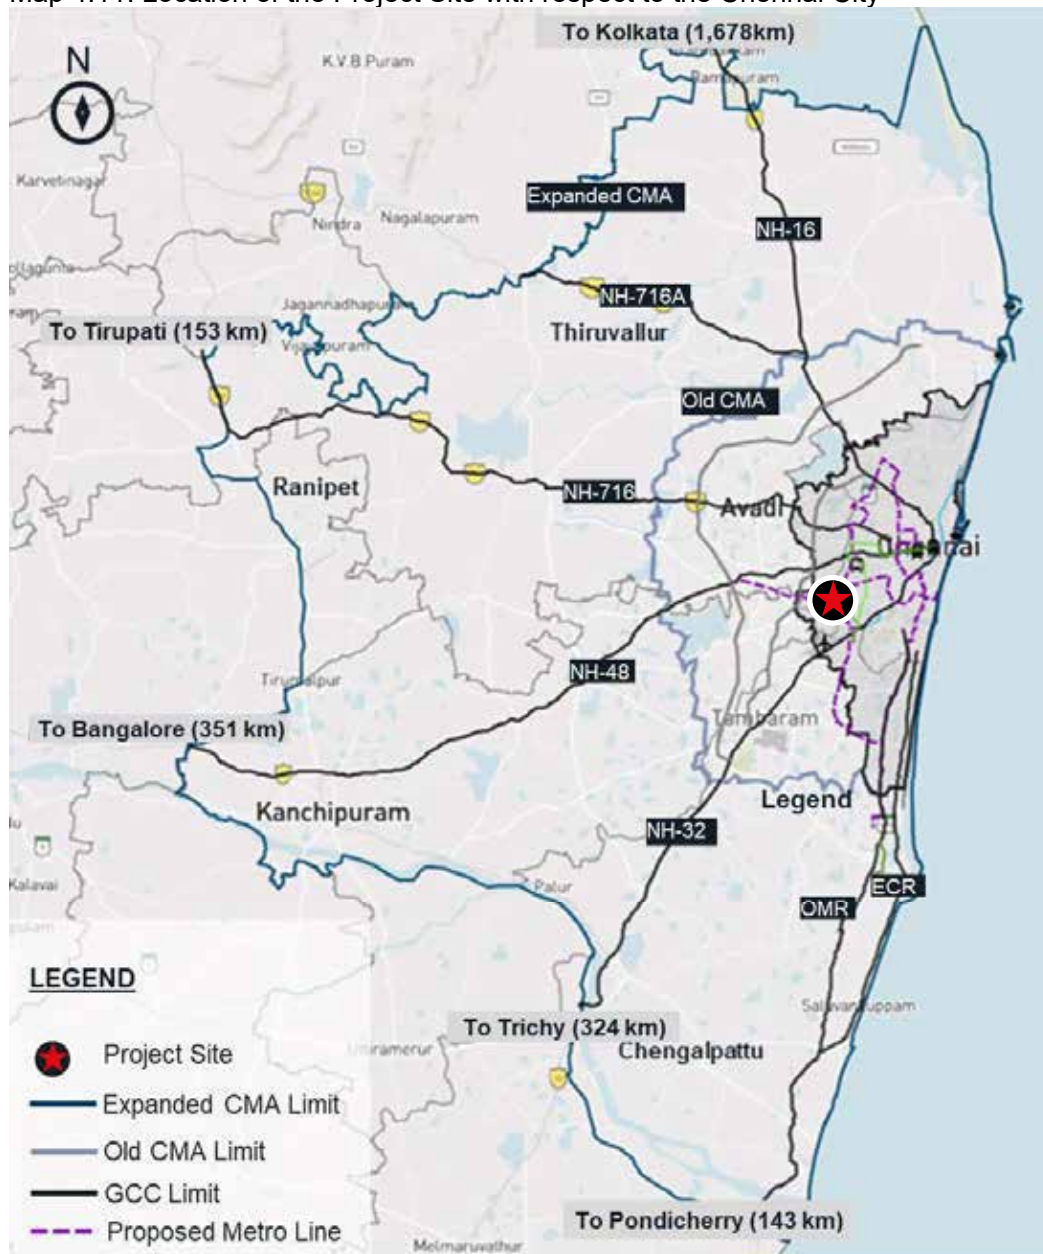 To Kolkata (1,678km)
N
K.V.B.Puram
Karvetinagar
Expanded CMA
Nindra
Nagalapuram
NH-16
NH-716A
Thiruvallur
To Tirupati (153 km)
Old CMA
Ranipet
NH-716
Avadi
Chennai
NH-48
Tambaram
To Bangalore (351 km)
Kanchipuram
Legend
NH-32
Kalavai
Palur
ECR
OMR
LEGEND
To Trichy (324 km)
Chengalpattu
Project Site
Expanded CMA Limit
Old CMA Limit
GCC Limit
Proposed Metro Line
To Pondicherry (143 km)
Melmaruvathur